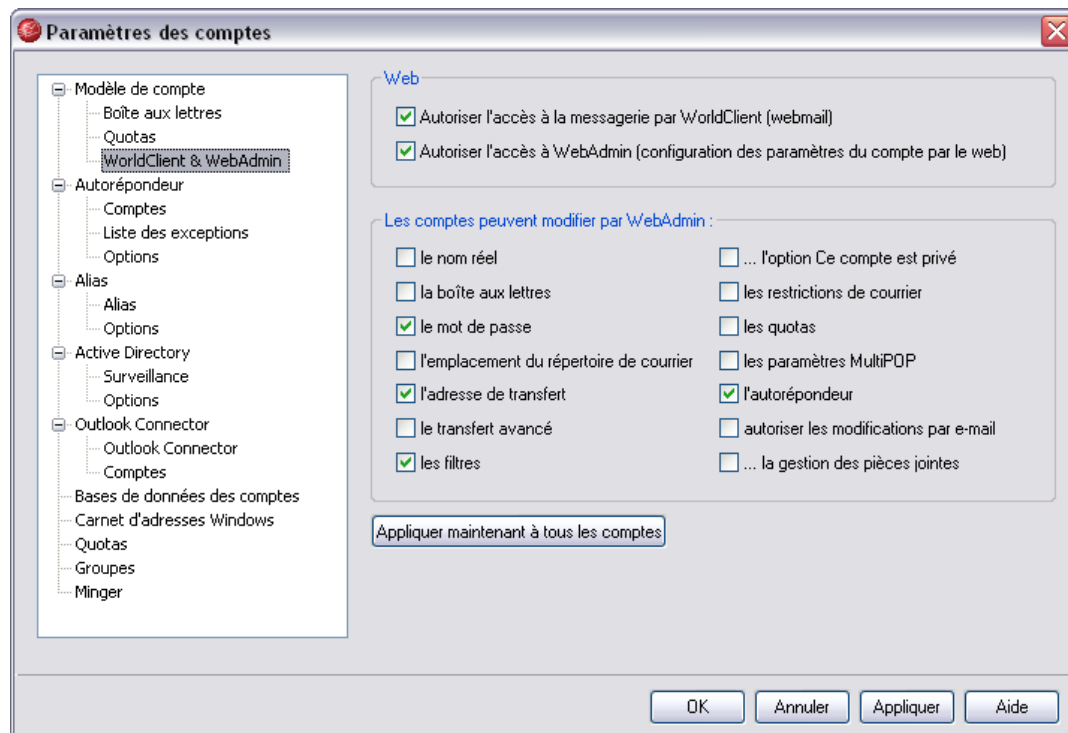 Paramètres des comptes
Modèle de compte
Boîte aux lettres
Quotas
WorldClient & WebAdmin
Autorépondeur
Comptes
Liste des exceptions
Options
Alias
Alias
Options
Active Directory
Surveillance
Options
Outlook Connector
Outlook Connector
Comptes
Bases de données des comptes
Carnet d'adresses Windows
Quotas
Groupes
Minger
Web
Autoriser l'accès à la messagerie par WorldClient (webmail)
Autoriser l'accès à WebAdmin (configuration des paramètres du compte par le web)
Les comptes peuvent modifier par WebAdmin :
le nom réel
la boîte aux lettres
le mot de passe
l'emplacement du répertoire de courrier
l'adresse de transfert
le transfert avancé
les filtres
... l'option Ce compte est privé
les restrictions de courrier
les quotas
les paramètres MultiPOP
l'autorépondeur
autoriser les modifications par e-mail
... la gestion des pièces jointes
Appliquer maintenant à tous les comptes
OK
Annuler
Appliquer
Aide